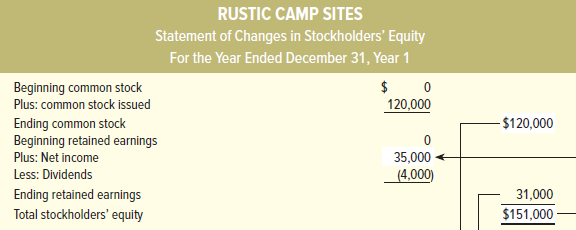 RUSTIC CAMP SITES
Statement of Changes in Stockholders’ Equity
For the Year Ended December 31, Year 1
Beginning common stock $ 0
Plus: common stock issued 120,000
Ending common stock $120,000
Beginning retained earnings 0
Plus: Net income 35,000
Less: Dividends (4,000)
Ending retained earnings 31,000
Total stockholders’ equity $151,000